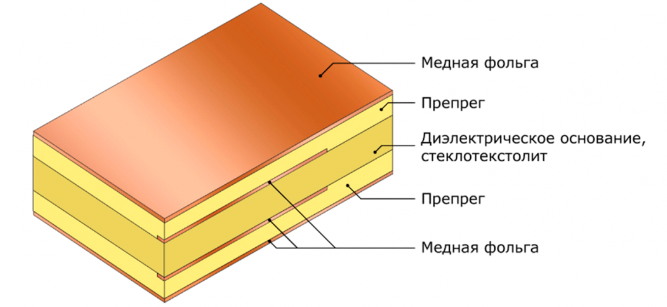 Медная фольга
Препрег
Диэлектрическое основание,
стеклотекстолит
Препрег
Медная фольга